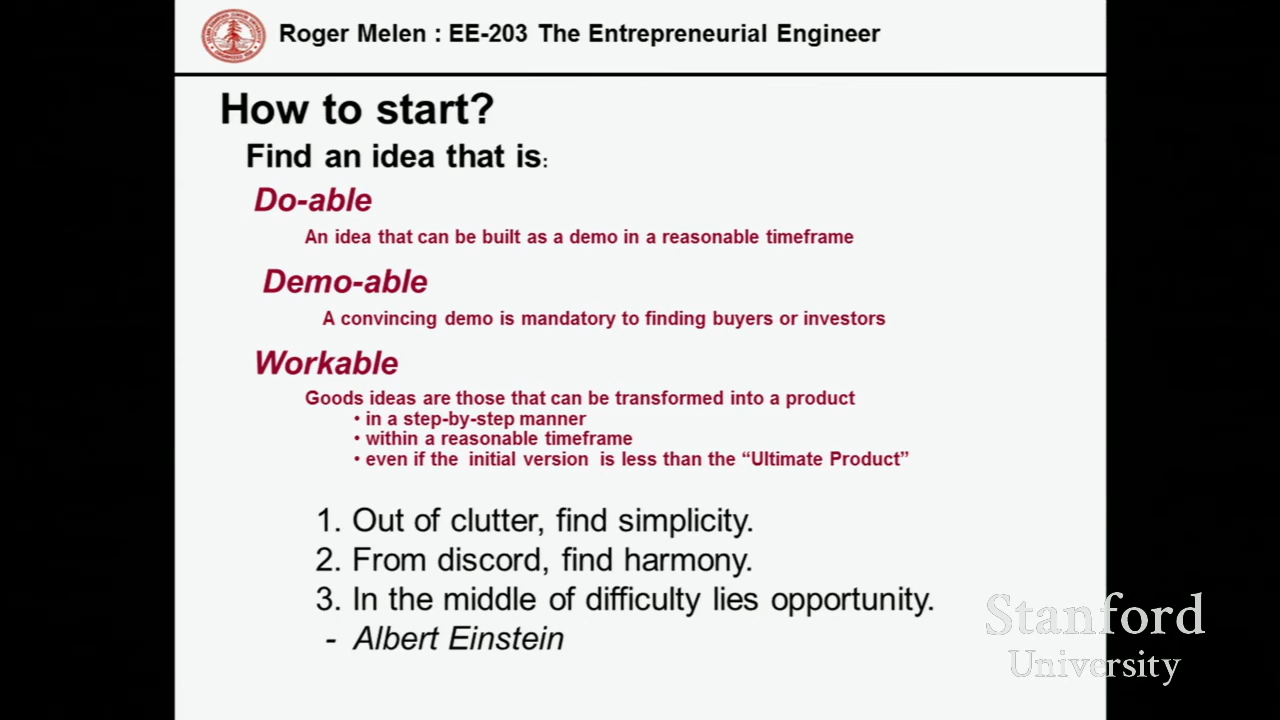 Roger Melen : EE-203 The Entrepreneurial Engineer
How to start?
Find an idea that is:
Do-able
An idea that can be built as a demo in a reasonable timeframe
Demo-able
A convincing demo is mandatory to finding buyers or investors
Workable
Goods ideas are those that can be transformed into a product
• in a step-by-step manner
• within a reasonable timeframe
• even if the initial version is less than the “Ultimate Product”
1. Out of clutter, find simplicity.
2. From discord, find harmony.
3. In the middle of difficulty lies opportunity.
- Albert Einstein
Stanford
University